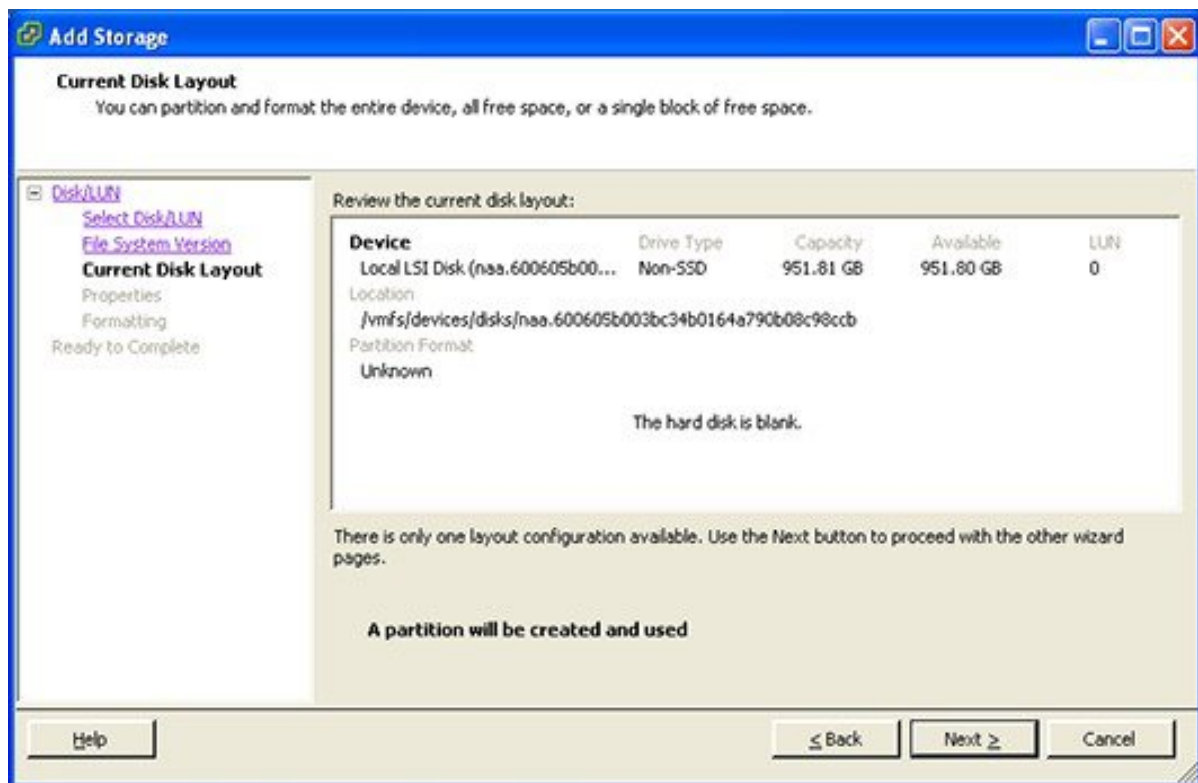 Add Storage
Current Disk Layout
You can partition and format the entire device, all free space, or a single block of free space.
Disk/LUN
Select Disk/LUN
File System Version
Current Disk Layout
Properties
Formatting
Ready to Complete
Review the current disk layout:
Device Drive Type Capacity Available LUN
Local LSI Disk (naa.600605b00... Non-SSD 951.81 GB 951.80 GB 0
Location
/vmfs/devices/disks/naa.600605b003bc34b0164a790b08c98ccb
Partition Format
Unknown
The hard disk is blank.
There is only one layout configuration available. Use the Next button to proceed with the other wizard
pages.
A partition will be created and used
Help
< Back
Next >
Cancel